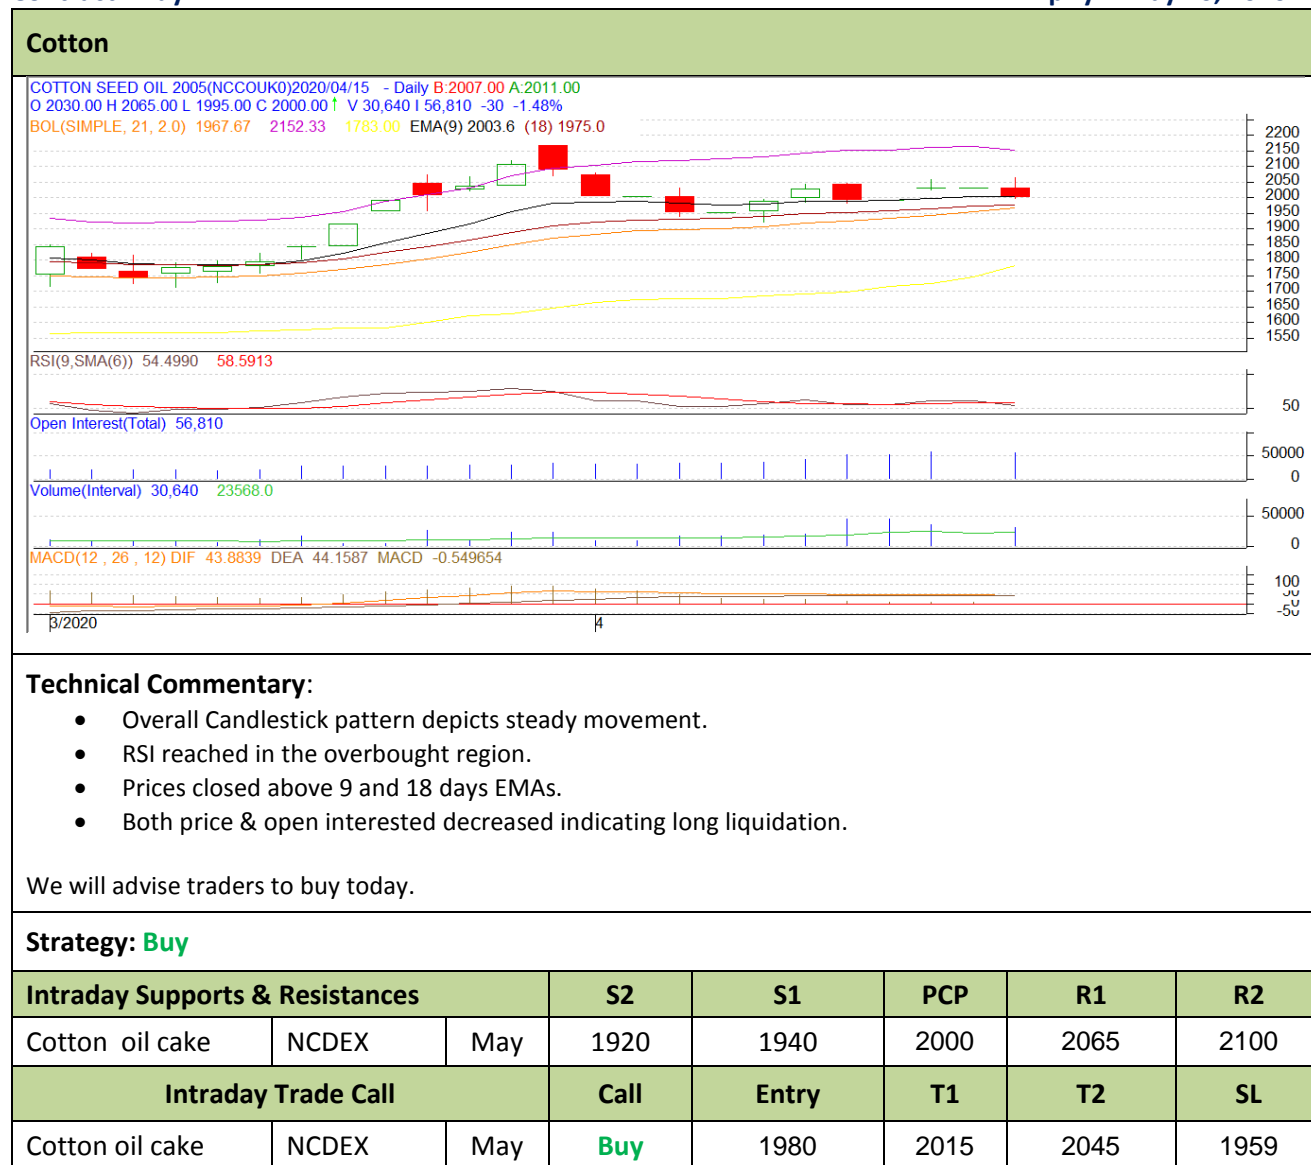 Cotton
COTTON SEED OIL 2005(NCCOUK0)2020/04/15 - Daily B:2007.00 A:2011.00
O 2030.00 H 2065.00 L 1995.00 C 2000.00↑ V 30,640 I 56,810 -30 -1.48%
BOL(SIMPLE, 21, 2.0) 1967.67 2152.33 1783.00 EMA(9) 2003.6 (18) 1975.0
2200
2150
2100
2050
2000
1950
1900
1850
1800
1750
1700
1650
1600
1550
RSI(9,SMA(6)) 54.4990 58.5913
50
Open Interest(Total) 56,810
50000
0
Volume(Interval) 30,640 23568.0
50000
0
MACD(12 , 26 , 12) DIF 43.8839 DEA 44.1587 MACD -0.549654
100
-50
3/2020 4
Technical Commentary:
• Overall Candlestick pattern depicts steady movement.
• RSI reached in the overbought region.
• Prices closed above 9 and 18 days EMAs.
• Both price & open interested decreased indicating long liquidation.
We will advise traders to buy today.
Strategy: Buy
Intraday Supports & Resistances S2 S1 PCP R1 R2
Cotton oil cake NCDEX May 1920 1940 2000 2065 2100
Intraday Trade Call Call Entry T1 T2 SL
Cotton oil cake NCDEX May Buy 1980 2015 2045 1959